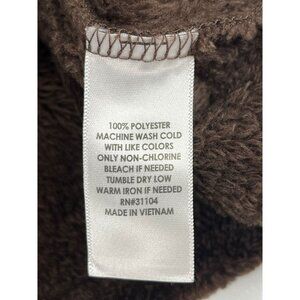 100% POLYESTER
MACHINE WASH COLD
WITH LIKE COLORS
ONLY NON-CHLORINE
BLEACH IF NEEDED
TUMBLE DRY LOW
WARM IRON IF NEEDED
RN#31104
MADE IN VIETNAM